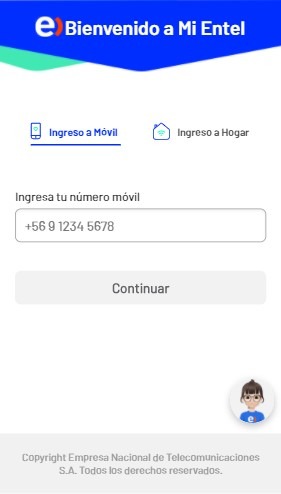 e) Bienvenido a Mi Entel
Ingreso a Móvil
Ingreso a Hogar
Ingresa tu número móvil
+56 9 1234 5678
Continuar
e
Copyright Empresa Nacional de Telecomunicaciones
S.A. Todos los derechos reservados.